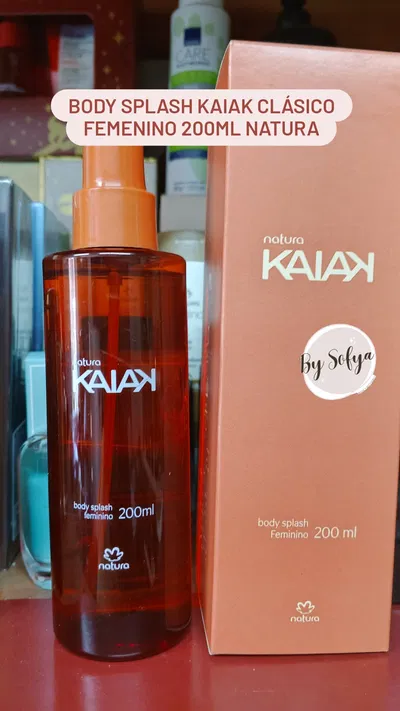 BODY SPLASH KAIAK CLÁSICO
FEMENINO 200ML NATURA
CARE
natura
KAIAK
By Sofya
body splash
Feminino 200 ml
natura
natura
KAIAK
body splash
feminino 200ml
natura